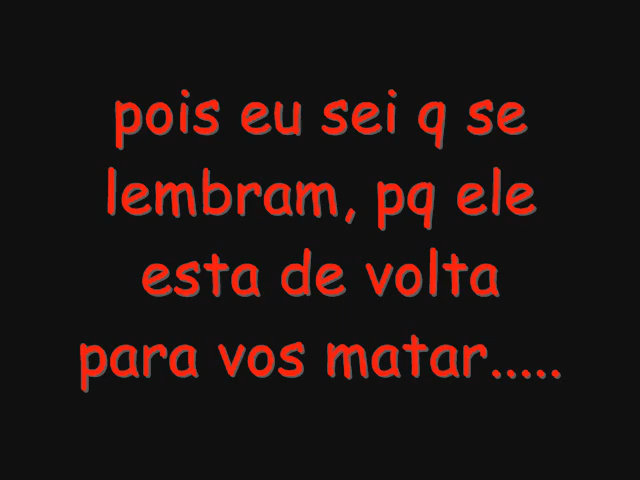 pois eu sei q se
lembram, pq ele
esta de volta
para vos matar.....